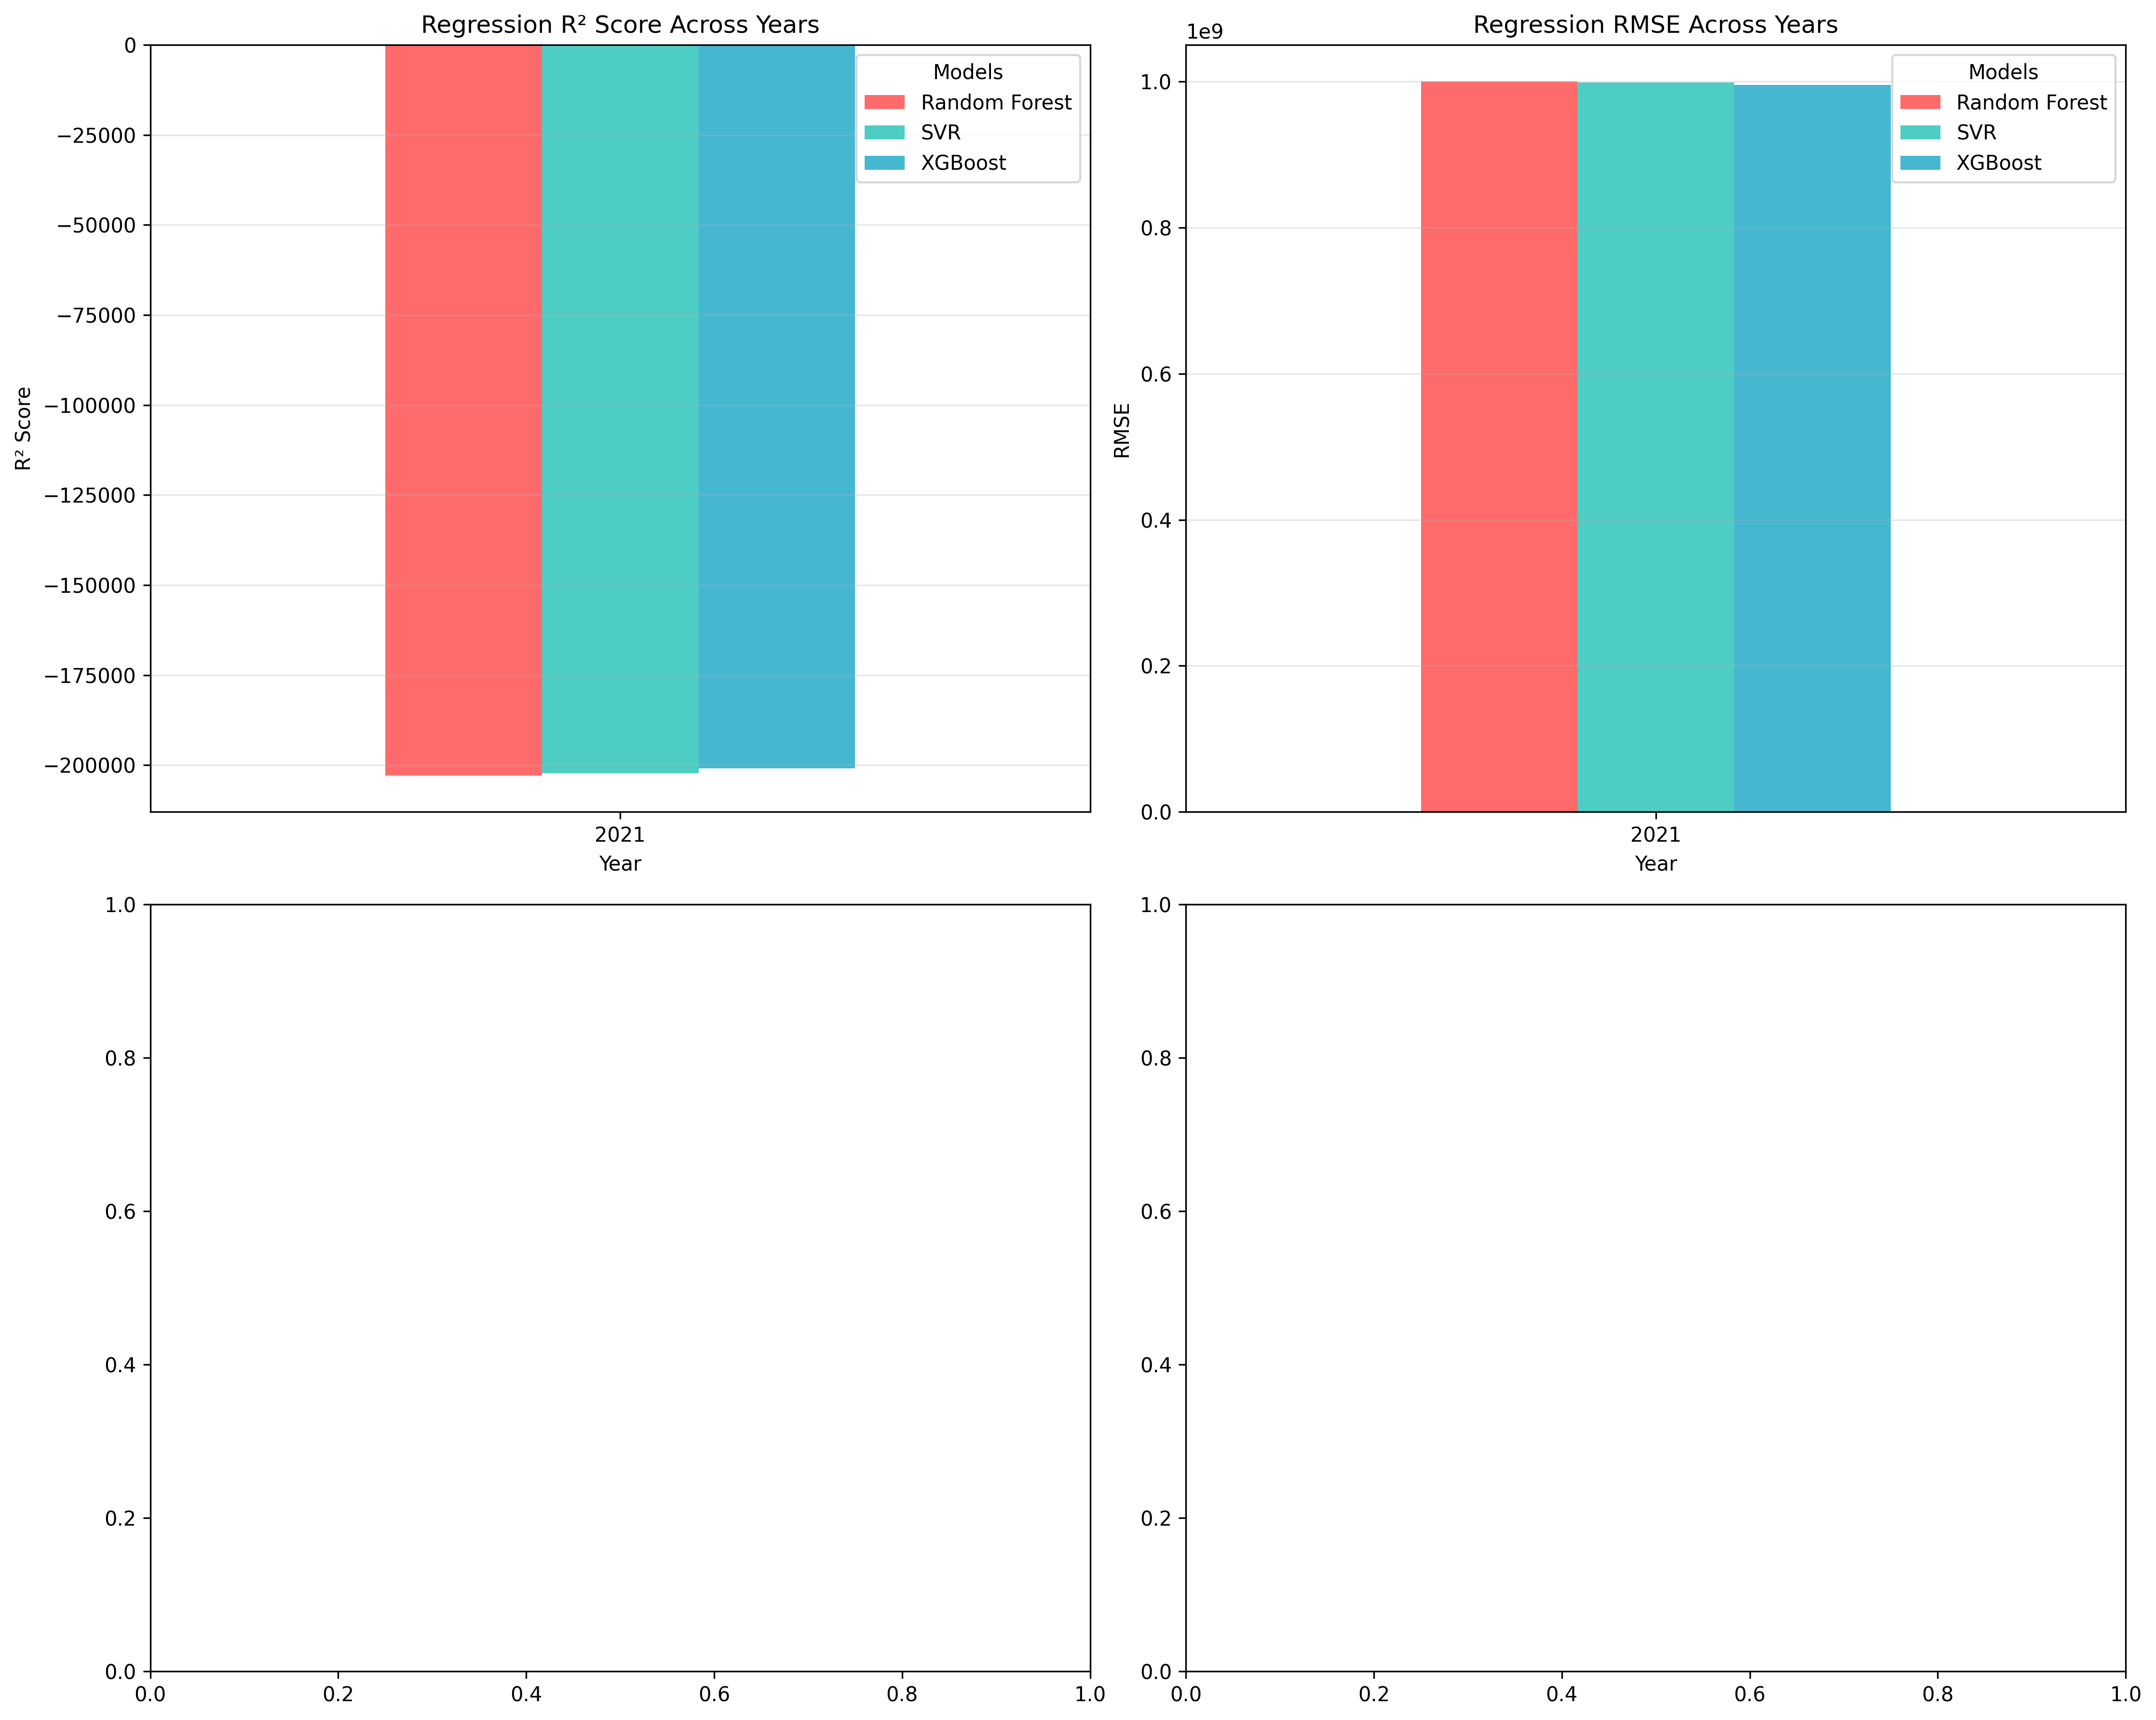 Regression R² Score Across Years
R² Score
0
−25000
−50000
−75000
−100000
−125000
−150000
−175000
−200000
Models
Random Forest
SVR
XGBoost
2021
Year
Regression RMSE Across Years
1e9
RMSE
1.0
0.8
0.6
0.4
0.2
0.0
Models
Random Forest
SVR
XGBoost
2021
Year
1.0
0.8
0.6
0.4
0.2
0.0
0.0 0.2 0.4 0.6 0.8 1.0
1.0
0.8
0.6
0.4
0.2
0.0
0.0 0.2 0.4 0.6 0.8 1.0